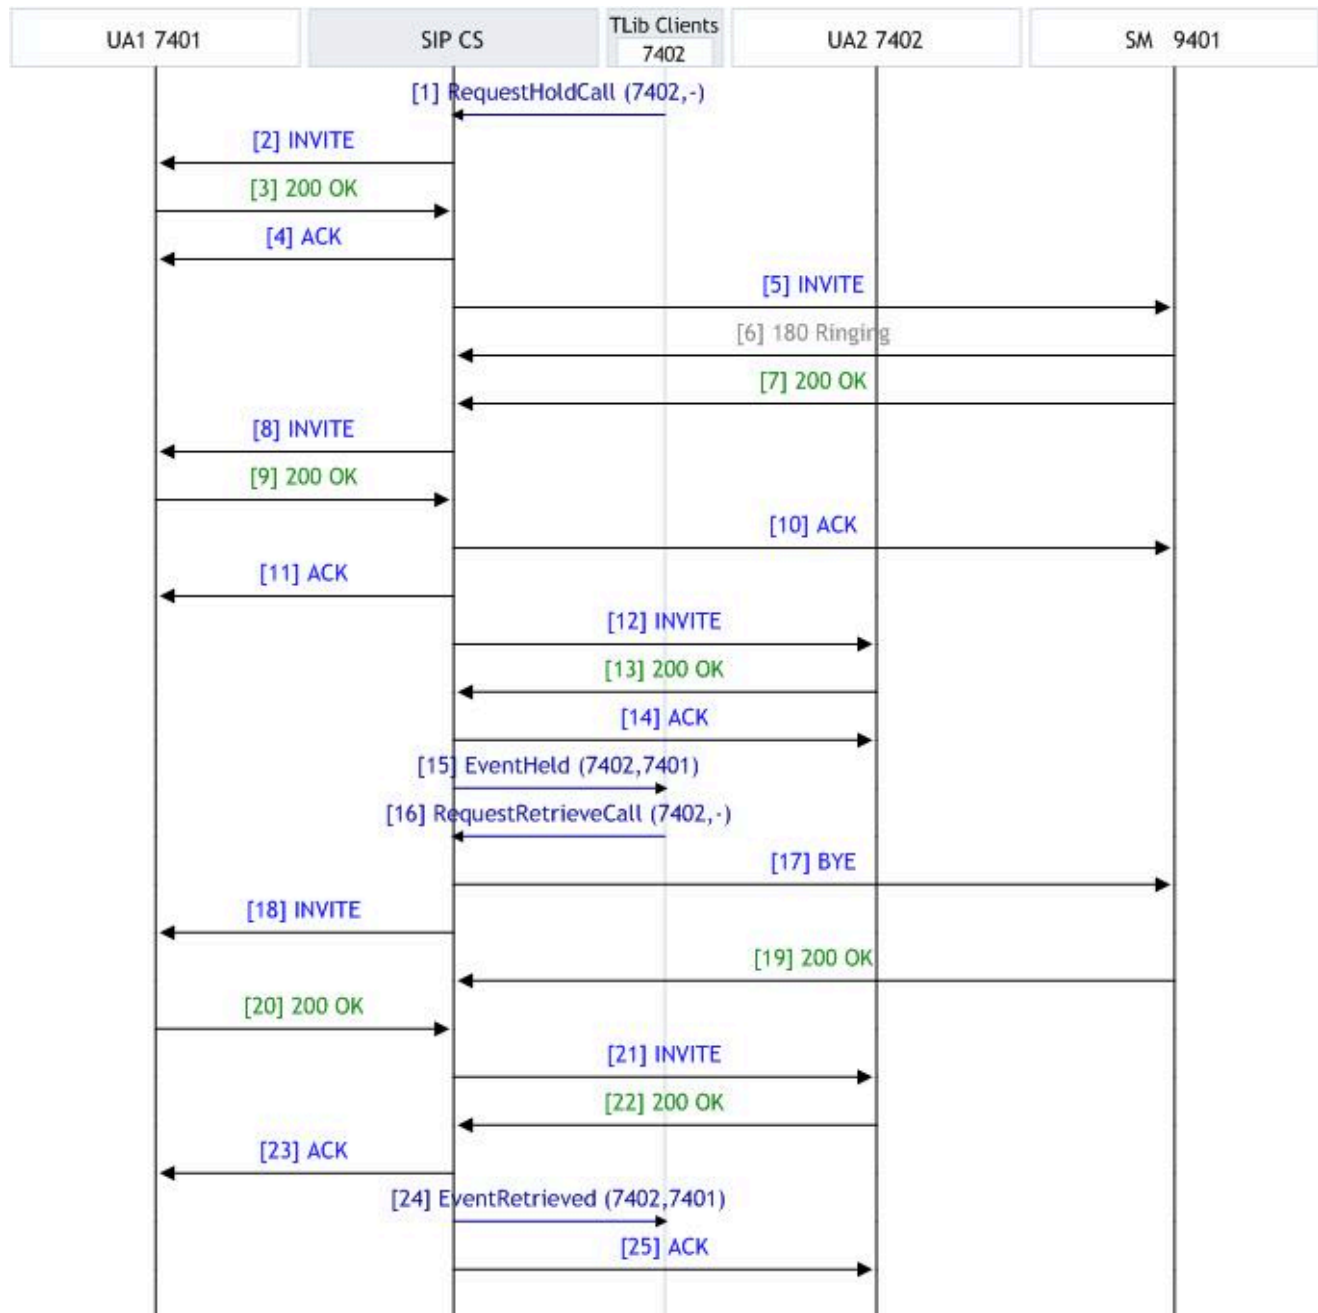 UA1 7401
SIP CS
TLib Clients
7402
UA2 7402
SM 9401
[1] RequestHoldCall (7402,-)
[2] INVITE
[3] 200 OK
[4] ACK
[5] INVITE
[6] 180 Ringing
[7] 200 OK
[8] INVITE
[9] 200 OK
[10] ACK
[11] ACK
[12] INVITE
[13] 200 OK
[14] ACK
[15] EventHeld (7402,7401)
[16] RequestRetrieveCall (7402,-)
[17] BYE
[18] INVITE
[19] 200 OK
[20] 200 OK
[21] INVITE
[22] 200 OK
[23] ACK
[24] EventRetrieved (7402,7401)
[25] ACK